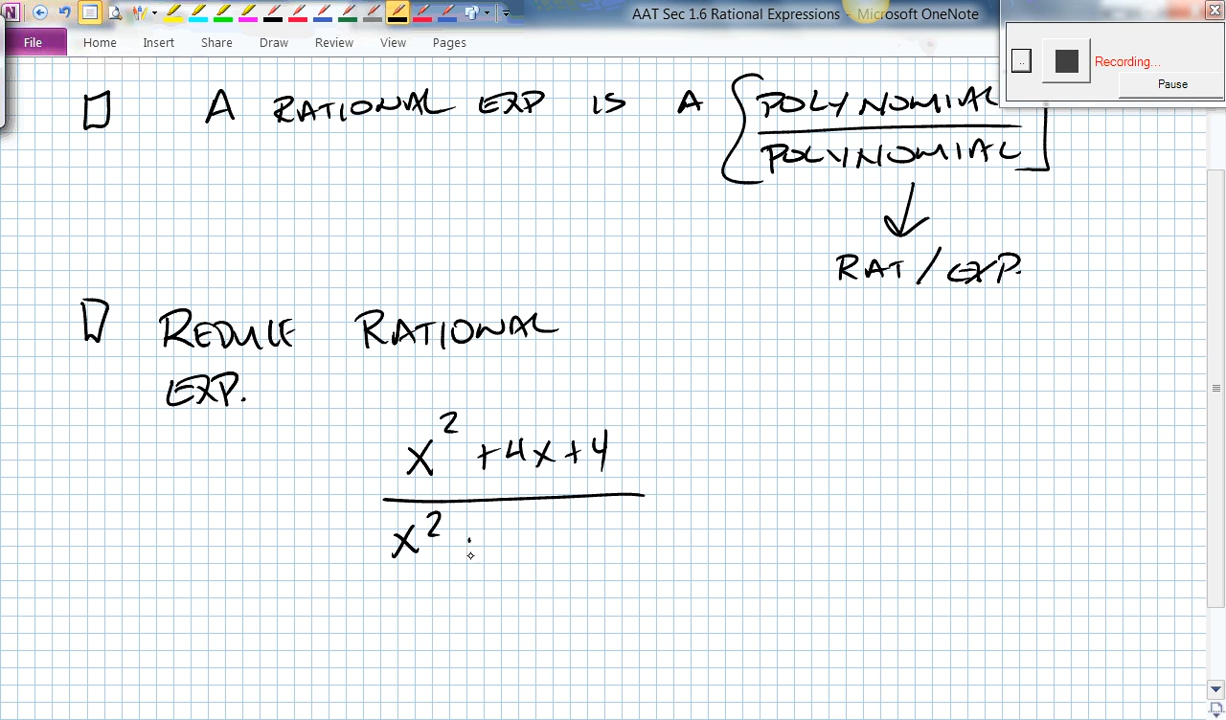 AAT Sec 1.6 Rational Expressions - Microsoft OneNote
File Home Insert Share Draw Review View Pages
Recording...
Pause
A RATIONAL EXP IS A POLYNOMIAL
POLYNOMIAL
RAT/EXP.
REDUCE RATIONAL
EXP.
x² +4x+4
x²